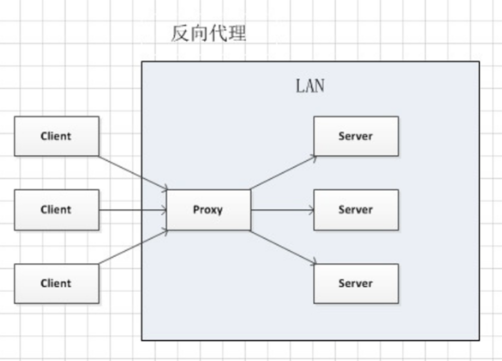 反向代理
LAN
Client
Server
Client
Proxy
Server
Client
Server